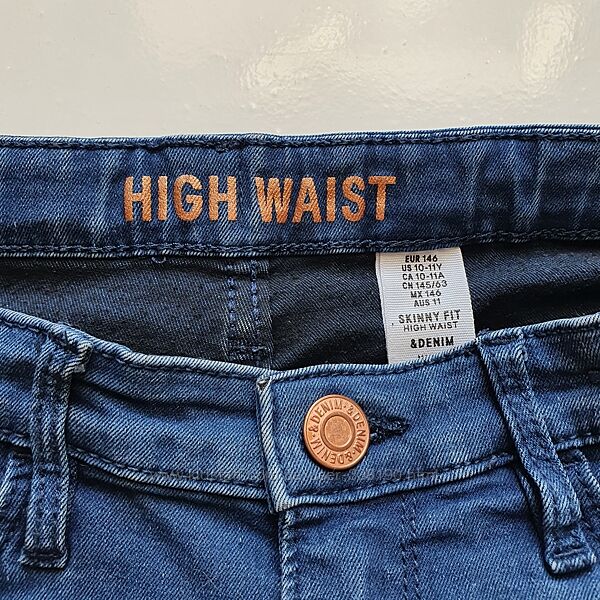 HIGH WAIST
EUR 146
US 10-11Y
CA 10-11A
CN 145/63
MX 146
AUS 11
SKINNY FIT
HIGH WAIST
&DENIM
&DENIM · &DENIM · &DENIM ·